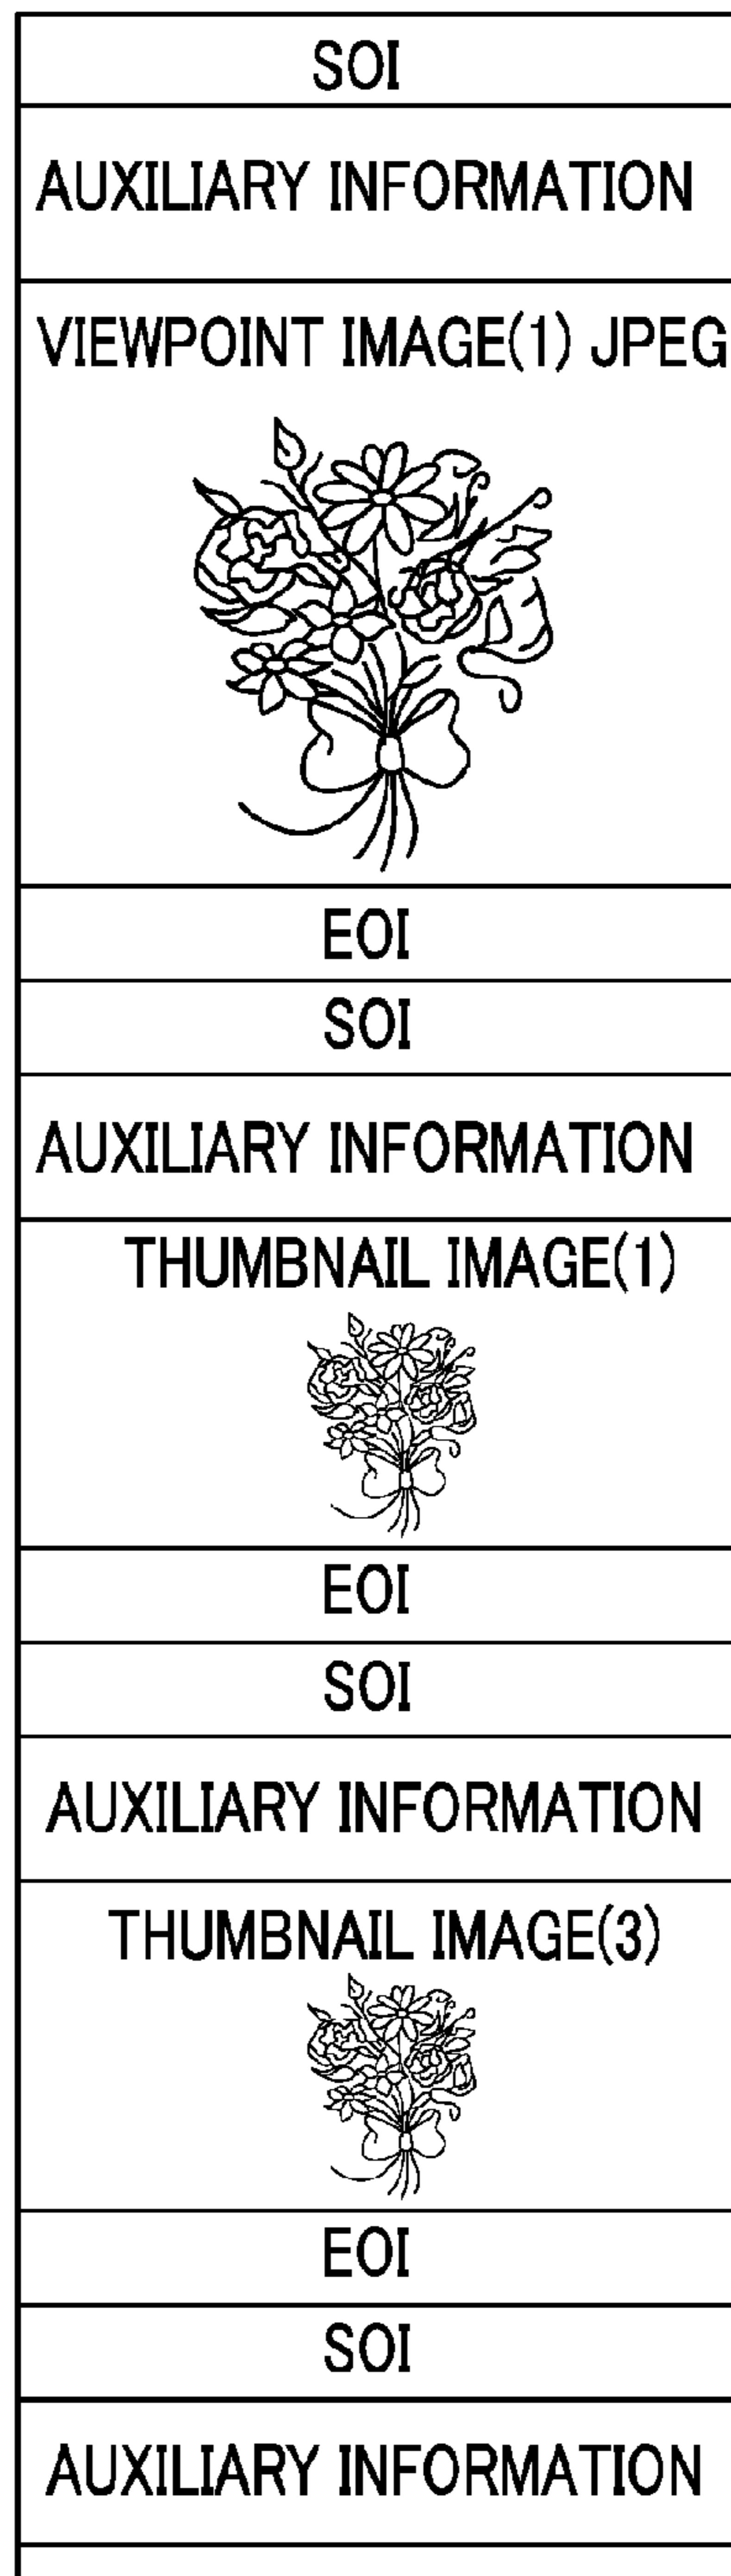 SOI
AUXILIARY INFORMATION
VIEWPOINT IMAGE(1) JPEG
EOI
SOI
AUXILIARY INFORMATION
THUMBNAIL IMAGE(1)
EOI
SOI
AUXILIARY INFORMATION
THUMBNAIL IMAGE(3)
EOI
SOI
AUXILIARY INFORMATION